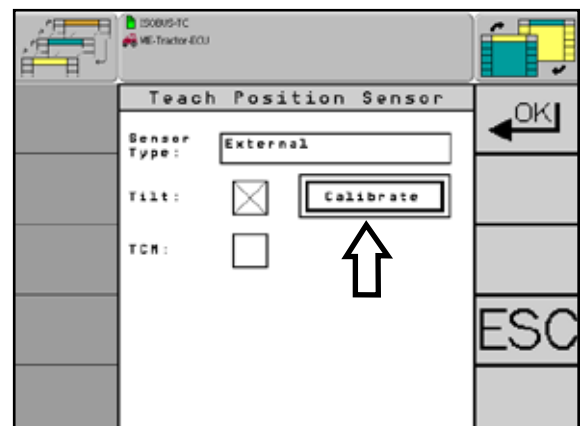 ISOBUS-TC
ME-Tractor-ECU
Teach Position Sensor
OK
Sensor
Type:
External
Tilt:
Calibrate
TCM:
ESC